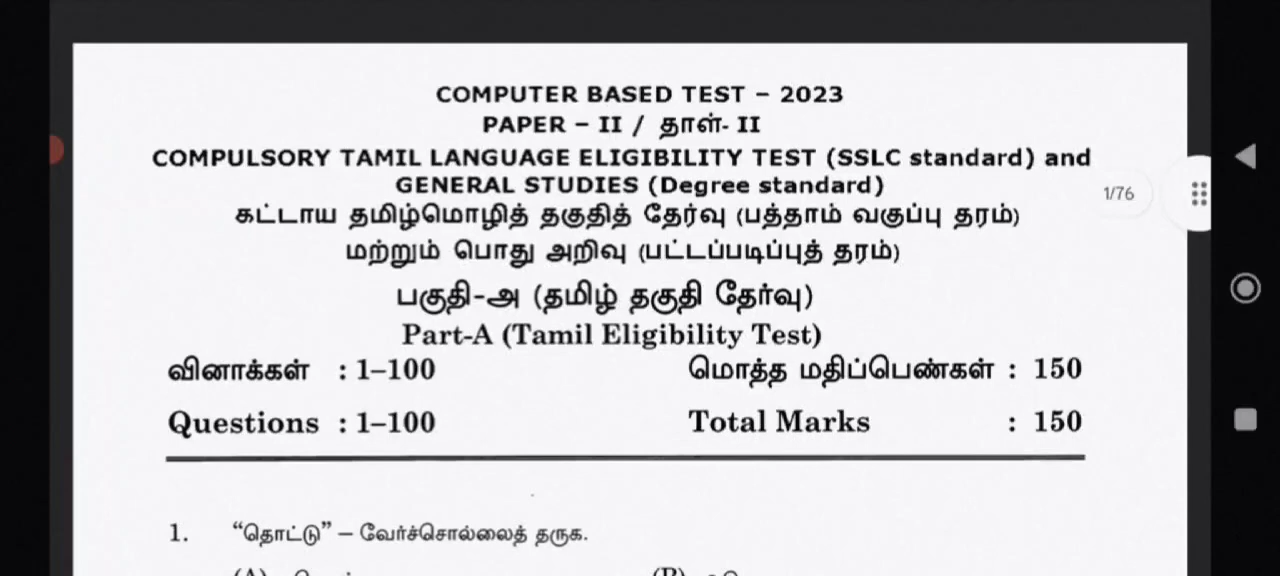 COMPUTER BASED TEST – 2023
PAPER – II / தாள்- II
COMPULSORY TAMIL LANGUAGE ELIGIBILITY TEST (SSLC standard) and
GENERAL STUDIES (Degree standard)
1/76
கட்டாய தமிழ்மொழித் தகுதித் தேர்வு (பத்தாம் வகுப்பு தரம்)
மற்றும் பொது அறிவு (பட்டப்படிப்புத் தரம்)
பகுதி-அ (தமிழ் தகுதி தேர்வு)
Part-A (Tamil Eligibility Test)
வினாக்கள் : 1–100 மொத்த மதிப்பெண்கள் : 150
Questions : 1–100 Total Marks : 150
1. “தொட்டு” – வேர்ச்சொல்லைத் தருக.
(A) (B)